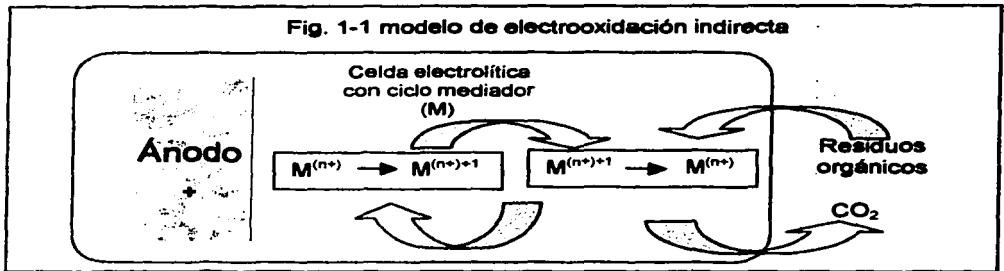 Fig. 1-1 modelo de electrooxidación indirecta
Celda electrolítica
con ciclo mediador
(M)
Ánodo
+
M(n+) → M(n+)+1
M(n+)+1 → M(n+)
Residuos
orgánicos
CO₂